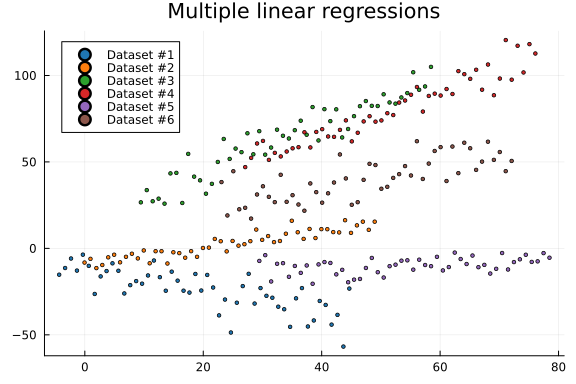 Multiple linear regressions
Dataset #1
Dataset #2
Dataset #3
Dataset #4
Dataset #5
Dataset #6
100
50
0
−50
0 20 40 60 80